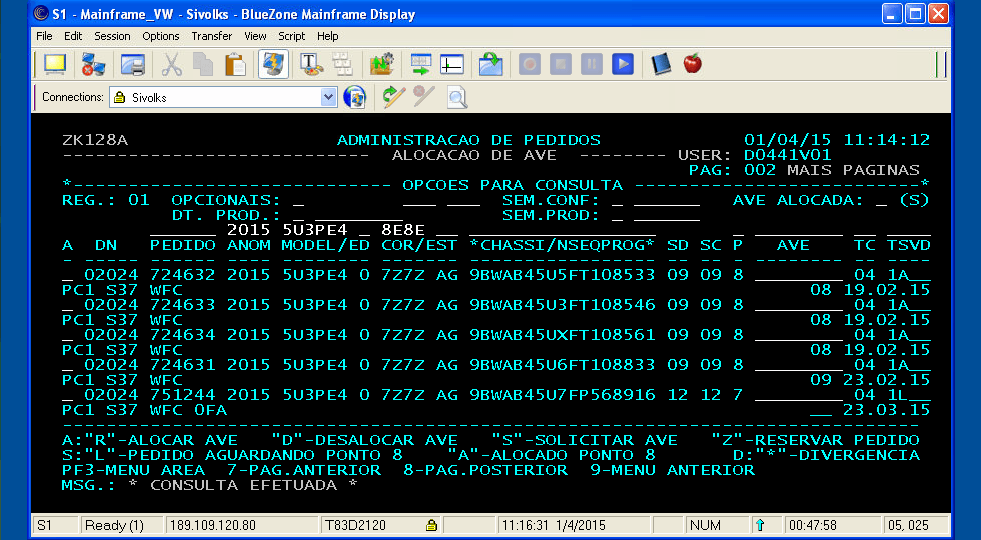 S1 - Mainframe_VW - Sivolks - BlueZone Mainframe Display
File Edit Session Options Transfer View Script Help
Connections: Sivolks
ZK128A ADMINISTRACAO DE PEDIDOS 01/04/15 11:14:12
---------------------------- ALOCACAO DE AVE -------- USER: D0441V01
PAG: 002 MAIS PAGINAS
*------------------------------ OPCOES PARA CONSULTA --------------------------*
REG.: 01 OPCIONAIS: _ ___ ___ SEM.CONF: _ ______ AVE ALOCADA: _ (S)
DT. PROD.: _ ________ SEM.PROD: _ ______
______ 2015 5U3PE4 _ 8E8E __ _________________ __ __ _ ________ __ ____
A DN PEDIDO ANOM MODEL/ED COR/EST *CHASSI/NSEQPROG* SD SC P AVE TC TSVD
_ 02024 724632 2015 5U3PE4 0 7Z7Z AG 9BWAB45U5FT108533 09 09 8 ________ 04 1A__
PC1 S37 WFC 08 19.02.15
_ 02024 724633 2015 5U3PE4 0 7Z7Z AG 9BWAB45U3FT108546 09 09 8 ________ 04 1A__
PC1 S37 WFC 08 19.02.15
_ 02024 724634 2015 5U3PE4 0 7Z7Z AG 9BWAB45UXFT108561 09 09 8 ________ 04 1A__
PC1 S37 WFC 08 19.02.15
_ 02024 724631 2015 5U3PE4 0 7Z7Z AG 9BWAB45U6FT108833 09 09 8 ________ 04 1A__
PC1 S37 WFC 09 23.02.15
_ 02024 751244 2015 5U3PE4 0 7Z7Z AG 9BWAB45U7FP568916 12 12 7 ________ 04 1L__
PC1 S37 WFC 0FA __ 23.03.15
------------------------------------------------------------------------------
A:"R"-ALOCAR AVE "D"-DESALOCAR AVE "S"-SOLICITAR AVE "Z"-RESERVAR PEDIDO
S:"L"-PEDIDO AGUARDANDO PONTO 8 "A"-ALOCADO PONTO 8 D:"*"-DIVERGENCIA
PF3-MENU AREA 7-PAG.ANTERIOR 8-PAG.POSTERIOR 9-MENU ANTERIOR
MSG.: * CONSULTA EFETUADA *
S1 Ready (1) 189.109.120.80 T83D2120 11:16:31 1/4/2015 NUM 00:47:58 05, 025